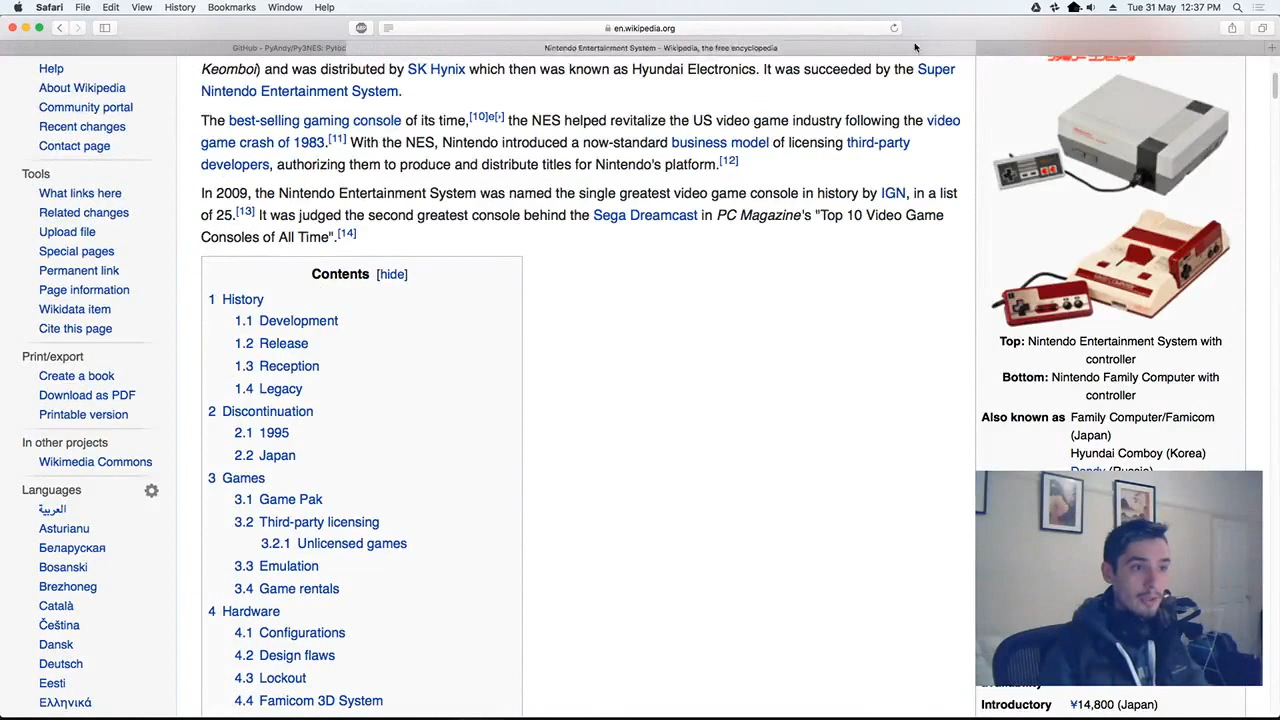 Safari File Edit View History Bookmarks Window Help
Tue 31 May 12:37 PM
en.wikipedia.org
GitHub - PyAndy/Py3NES: Pytho
Nintendo Entertainment System - Wikipedia, the free encyclopedia
Help
About Wikipedia
Community portal
Recent changes
Contact page
Tools
What links here
Related changes
Upload file
Special pages
Permanent link
Page information
Wikidata item
Cite this page
Print/export
Create a book
Download as PDF
Printable version
In other projects
Wikimedia Commons
Languages
العربية
Asturianu
Беларуская
Bosanski
Brezhoneg
Català
Čeština
Dansk
Deutsch
Eesti
Ελληνικά
Keomboi) and was distributed by SK Hynix which then was known as Hyundai Electronics. It was succeeded by the Super
Nintendo Entertainment System.
The best-selling gaming console of its time,[10]e[›] the NES helped revitalize the US video game industry following the video
game crash of 1983.[11] With the NES, Nintendo introduced a now-standard business model of licensing third-party
developers, authorizing them to produce and distribute titles for Nintendo's platform.[12]
In 2009, the Nintendo Entertainment System was named the single greatest video game console in history by IGN, in a list
of 25.[13] It was judged the second greatest console behind the Sega Dreamcast in PC Magazine's "Top 10 Video Game
Consoles of All Time".[14]
Contents [hide]
1 History
1.1 Development
1.2 Release
1.3 Reception
1.4 Legacy
2 Discontinuation
2.1 1995
2.2 Japan
3 Games
3.1 Game Pak
3.2 Third-party licensing
3.2.1 Unlicensed games
3.3 Emulation
3.4 Game rentals
4 Hardware
4.1 Configurations
4.2 Design flaws
4.3 Lockout
4.4 Famicom 3D System
Top: Nintendo Entertainment System with
controller
Bottom: Nintendo Family Computer with
controller
Also known as Family Computer/Famicom
(Japan)
Hyundai Comboy (Korea)
Dendy (Russia)
Introductory ¥14,800 (Japan)